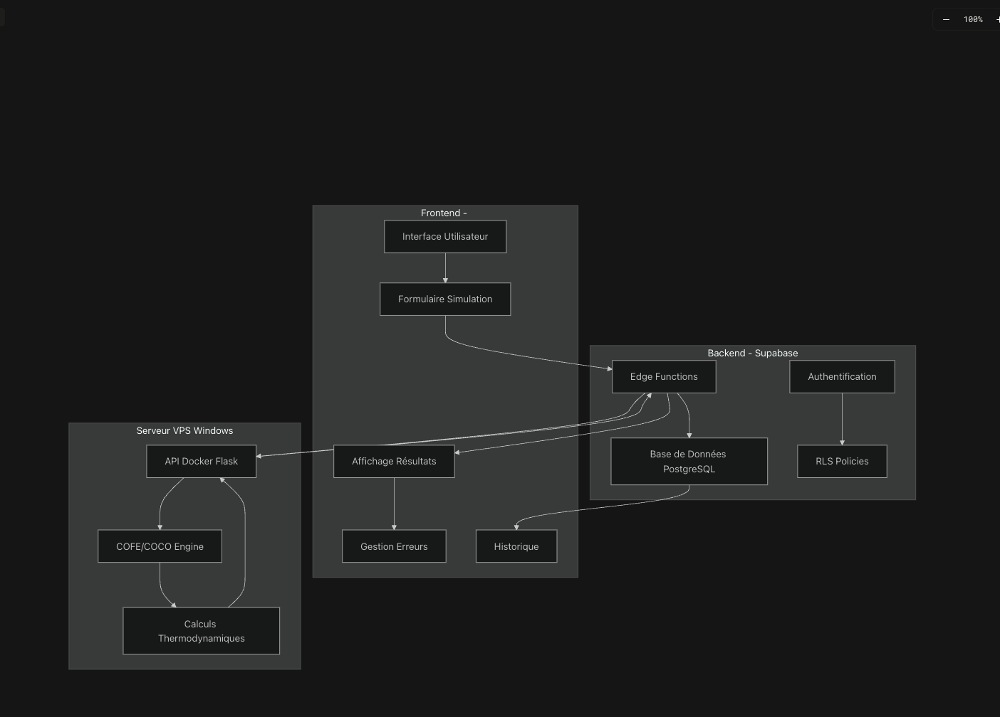 100%
Frontend -
Interface Utilisateur
Formulaire Simulation
Backend - Supabase
Edge Functions
Authentification
Serveur VPS Windows
API Docker Flask
Affichage Résultats
Base de Données
PostgreSQL
RLS Policies
COFE/COCO Engine
Gestion Erreurs
Historique
Calculs
Thermodynamiques